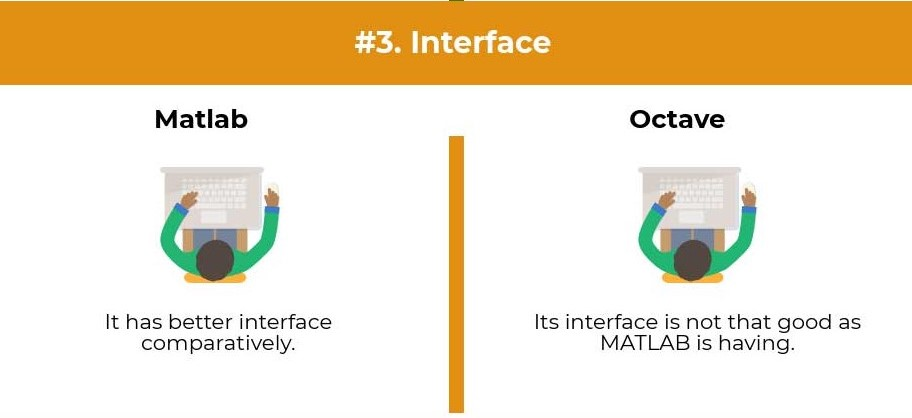 #3. Interface
Matlab
It has better interface
comparatively.
Octave
Its interface is not that good as
MATLAB is having.